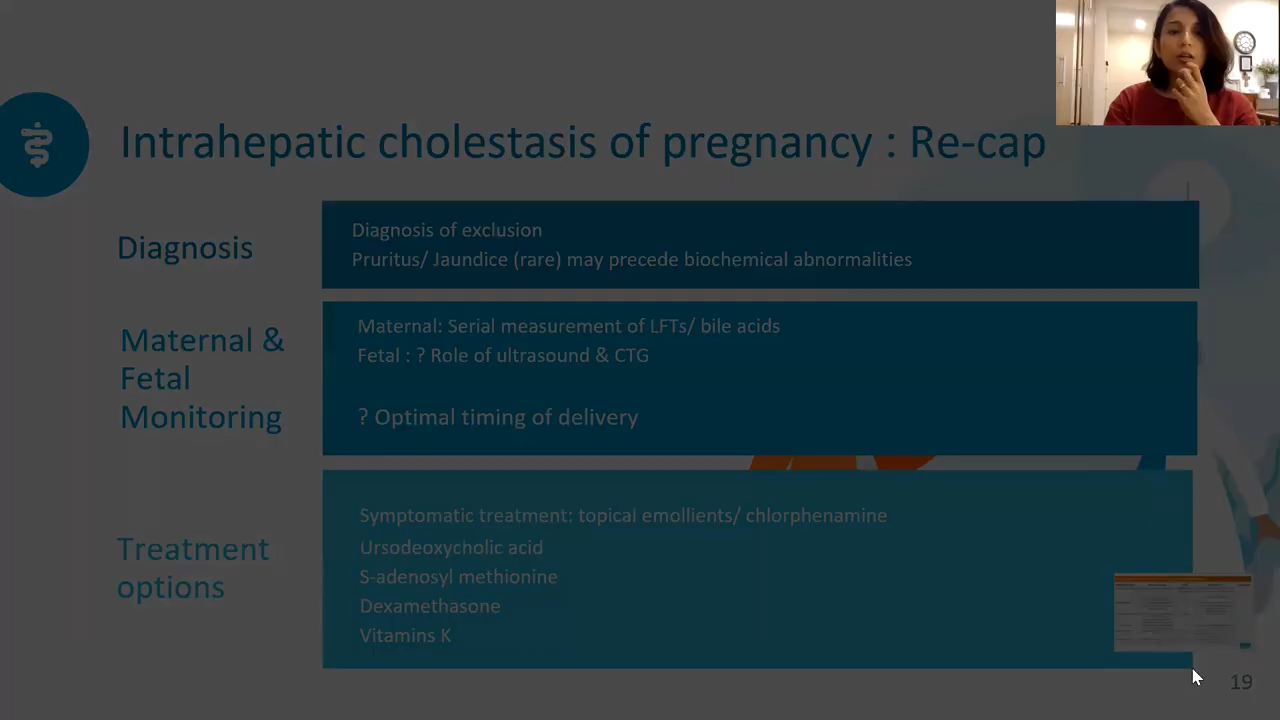 Intrahepatic cholestasis of pregnancy : Re-cap
Diagnosis
Diagnosis of exclusion
Pruritus/ Jaundice (rare) may precede biochemical abnormalities
Maternal &
Fetal
Monitoring
Maternal: Serial measurement of LFTs/ bile acids
Fetal : ? Role of ultrasound & CTG
? Optimal timing of delivery
Treatment
options
Symptomatic treatment: topical emollients/ chlorphenamine
Ursodeoxycholic acid
S-adenosyl methionine
Dexamethasone
Vitamins K
19